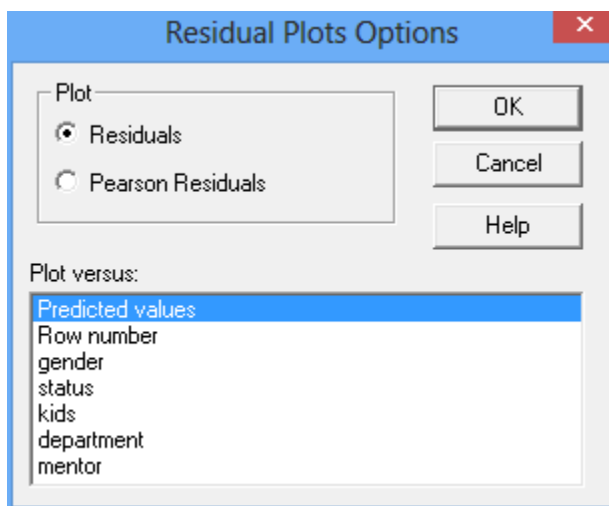 Residual Plots Options
Plot
Residuals
Pearson Residuals
OK
Cancel
Help
Plot versus:
Predicted values
Row number
gender
status
kids
department
mentor